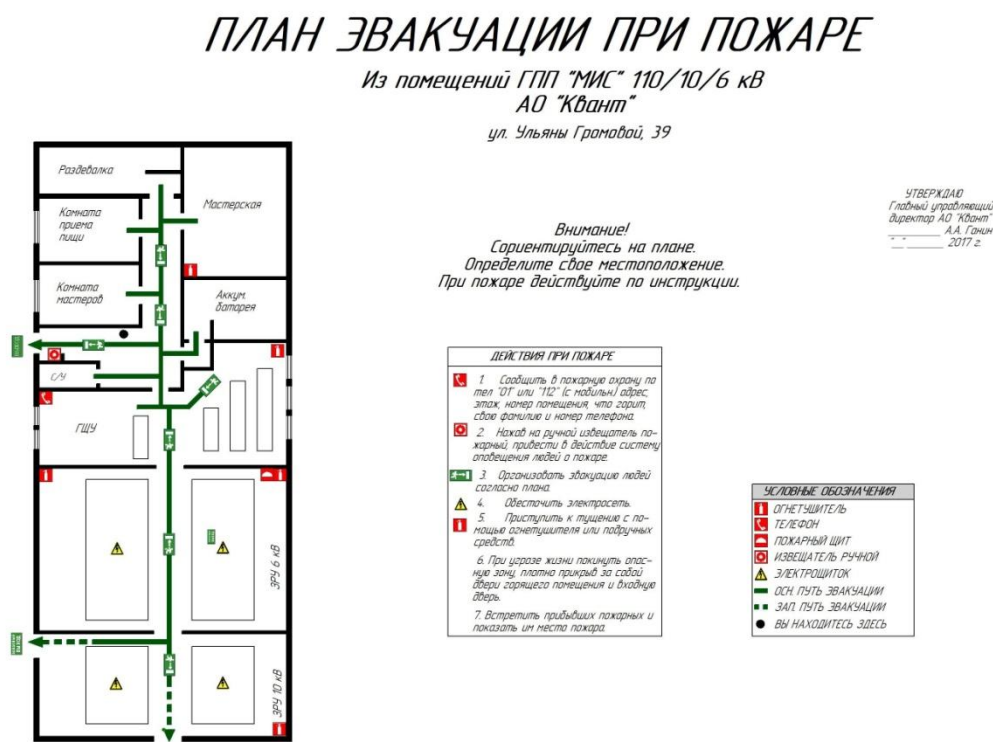 ПЛАН ЭВАКУАЦИИ ПРИ ПОЖАРЕ
Из помещений ГПП "МИС" 110/10/6 кВ
АО "Квант"
ул. Ульяны Громовой, 39
УТВЕРЖДАЮ
Главный управляющий
директор АО "Квант"
А.А. Ганин
2017 г.
Внимание!
Сориентируйтесь на плане.
Определите свое местоположение.
При пожаре действуйте по инструкции.
Раздевалка
Мастерская
Комната
приема
пищи
Комната
мастеров
Аккум.
батарея
С/У
ГЩУ
ЗРУ 6 кВ
ЗРУ 10 кВ
ДЕЙСТВИЯ ПРИ ПОЖАРЕ
1. Сообщить в пожарную охрану по
тел "01" или "112" (с мобильн.) адрес,
этаж, номер помещения, что горит,
свою фамилию и номер телефона.
2. Нажав на ручной извещатель по-
жарный, привести в действие систему
оповещения людей о пожаре.
3. Организовать эвакуацию людей
согласно плана.
4. Обесточить электросеть.
5. Приступить к тущению с по-
мощью огнетушителя или подручных
средств.
6. При угрозе жизни покинуть опас-
ную зону, плотно прикрыв за собой
двери горящего помещения и входную
дверь.
7. Встретить прибывших пожарных и
показать им место пожара.
УСЛОВНЫЕ ОБОЗНАЧЕНИЯ
ОГНЕТУШИТЕЛЬ
ТЕЛЕФОН
ПОЖАРНЫЙ ЩИТ
ИЗВЕЩАТЕЛЬ РУЧНОЙ
ЭЛЕКТРОЩИТОК
ОСН. ПУТЬ ЭВАКУАЦИИ
ЗАП. ПУТЬ ЭВАКУАЦИИ
ВЫ НАХОДИТЕСЬ ЗДЕСЬ